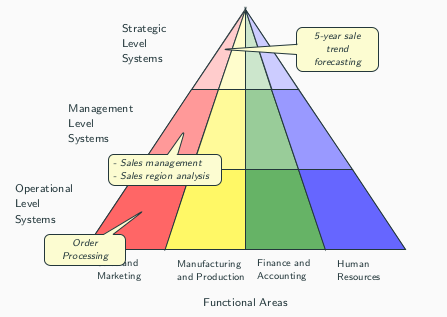 Strategic
Level
Systems
5-year sale
trend
forecasting
Management
Level
Systems
- Sales management
- Sales region analysis
Operational
Level
Systems
Order
Processing
and
Marketing
Manufacturing
and Production
Finance and
Accounting
Human
Resources
Functional Areas